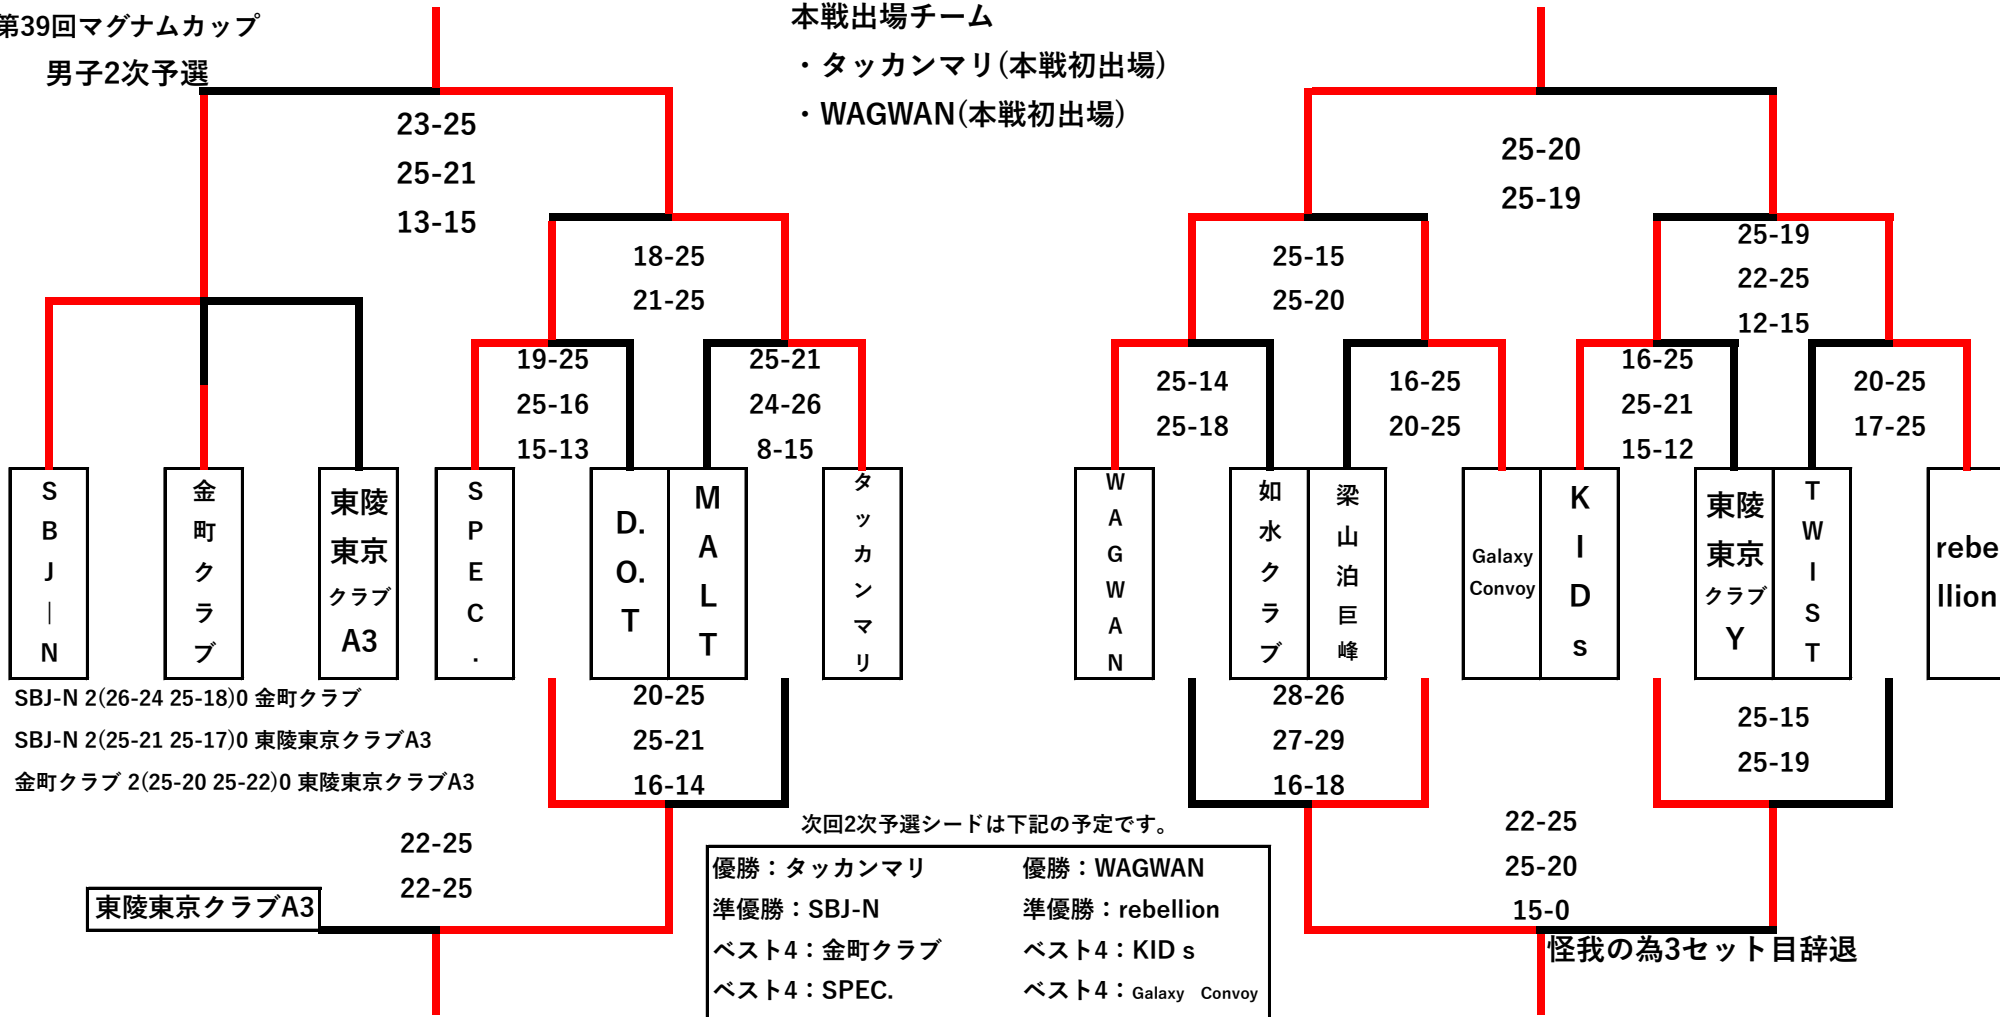 第39回マグナムカップ
男子2次予選
本戦出場チーム
・タッカンマリ(本戦初出場)
・WAGWAN(本戦初出場)
23-25
25-21
13-15
25-20
25-19
18-25
21-25
25-15
25-20
25-19
22-25
12-15
19-25
25-16
15-13
25-21
24-26
8-15
25-14
25-18
16-25
20-25
16-25
25-21
15-12
20-25
17-25
SBJ－N
金町クラブ
東陵
東京
クラブ
A3
SPEC.
D.
O.
T
MALT
タッカンマリ
WAGWAN
如水クラブ
梁山泊巨峰
Galaxy
Convoy
KIDs
東陵
東京
クラブ
Y
TWIST
rebe
llion
SBJ-N 2(26-24 25-18)0 金町クラブ
SBJ-N 2(25-21 25-17)0 東陵東京クラブA3
金町クラブ 2(25-20 25-22)0 東陵東京クラブA3
20-25
25-21
16-14
28-26
27-29
16-18
25-15
25-19
22-25
22-25
東陵東京クラブA3
22-25
25-20
15-0
怪我の為3セット目辞退
次回2次予選シードは下記の予定です。
優勝：タッカンマリ 優勝：WAGWAN
準優勝：SBJ-N 準優勝：rebellion
ベスト4：金町クラブ ベスト4：KID s
ベスト4：SPEC. ベスト4：Galaxy Convoy